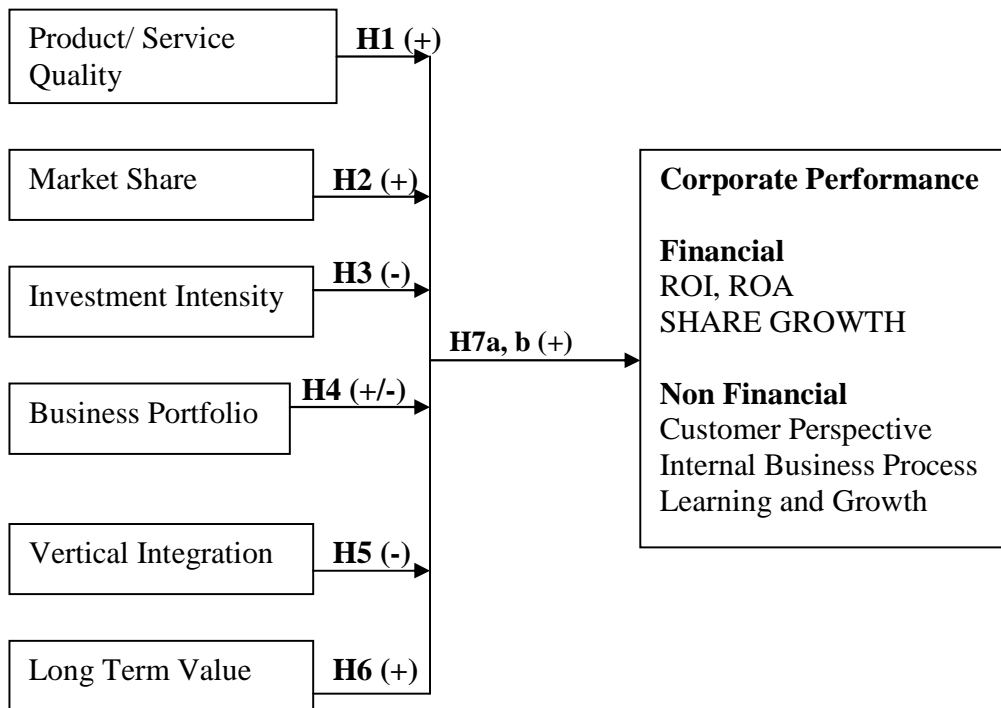 Product/ Service
Quality
H1 (+)
Market Share
H2 (+)
Investment Intensity
H3 (-)
Business Portfolio
H4 (+/-)
Vertical Integration
H5 (-)
Long Term Value
H6 (+)
H7a, b (+)
Corporate Performance
Financial
ROI, ROA
SHARE GROWTH
Non Financial
Customer Perspective
Internal Business Process
Learning and Growth